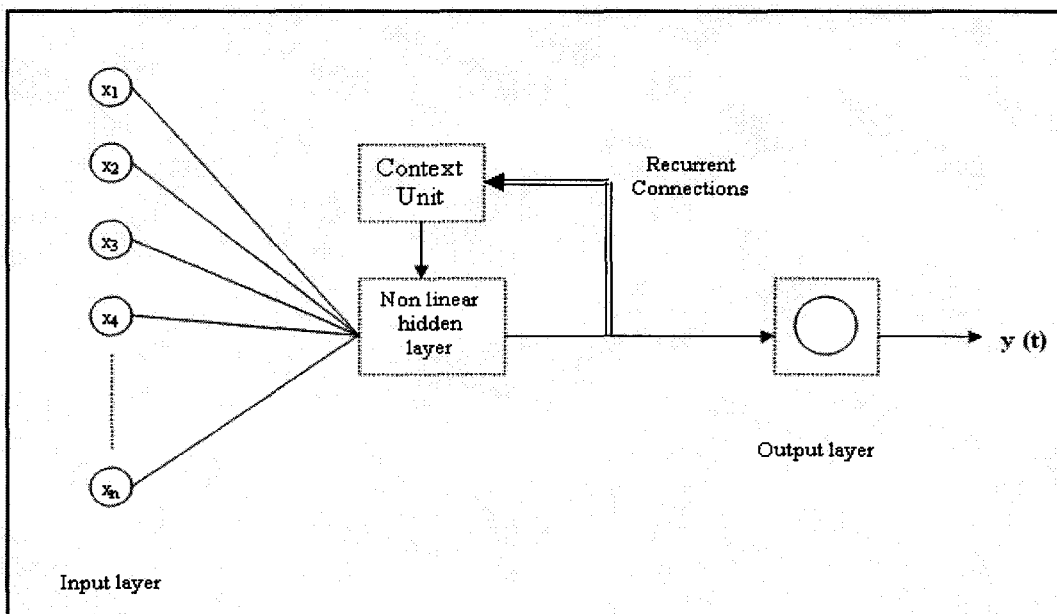 x1
x2
x3
x4
xn
Input layer
Context
Unit
Non linear
hidden
layer
Recurrent
Connections
Output layer
y (t)